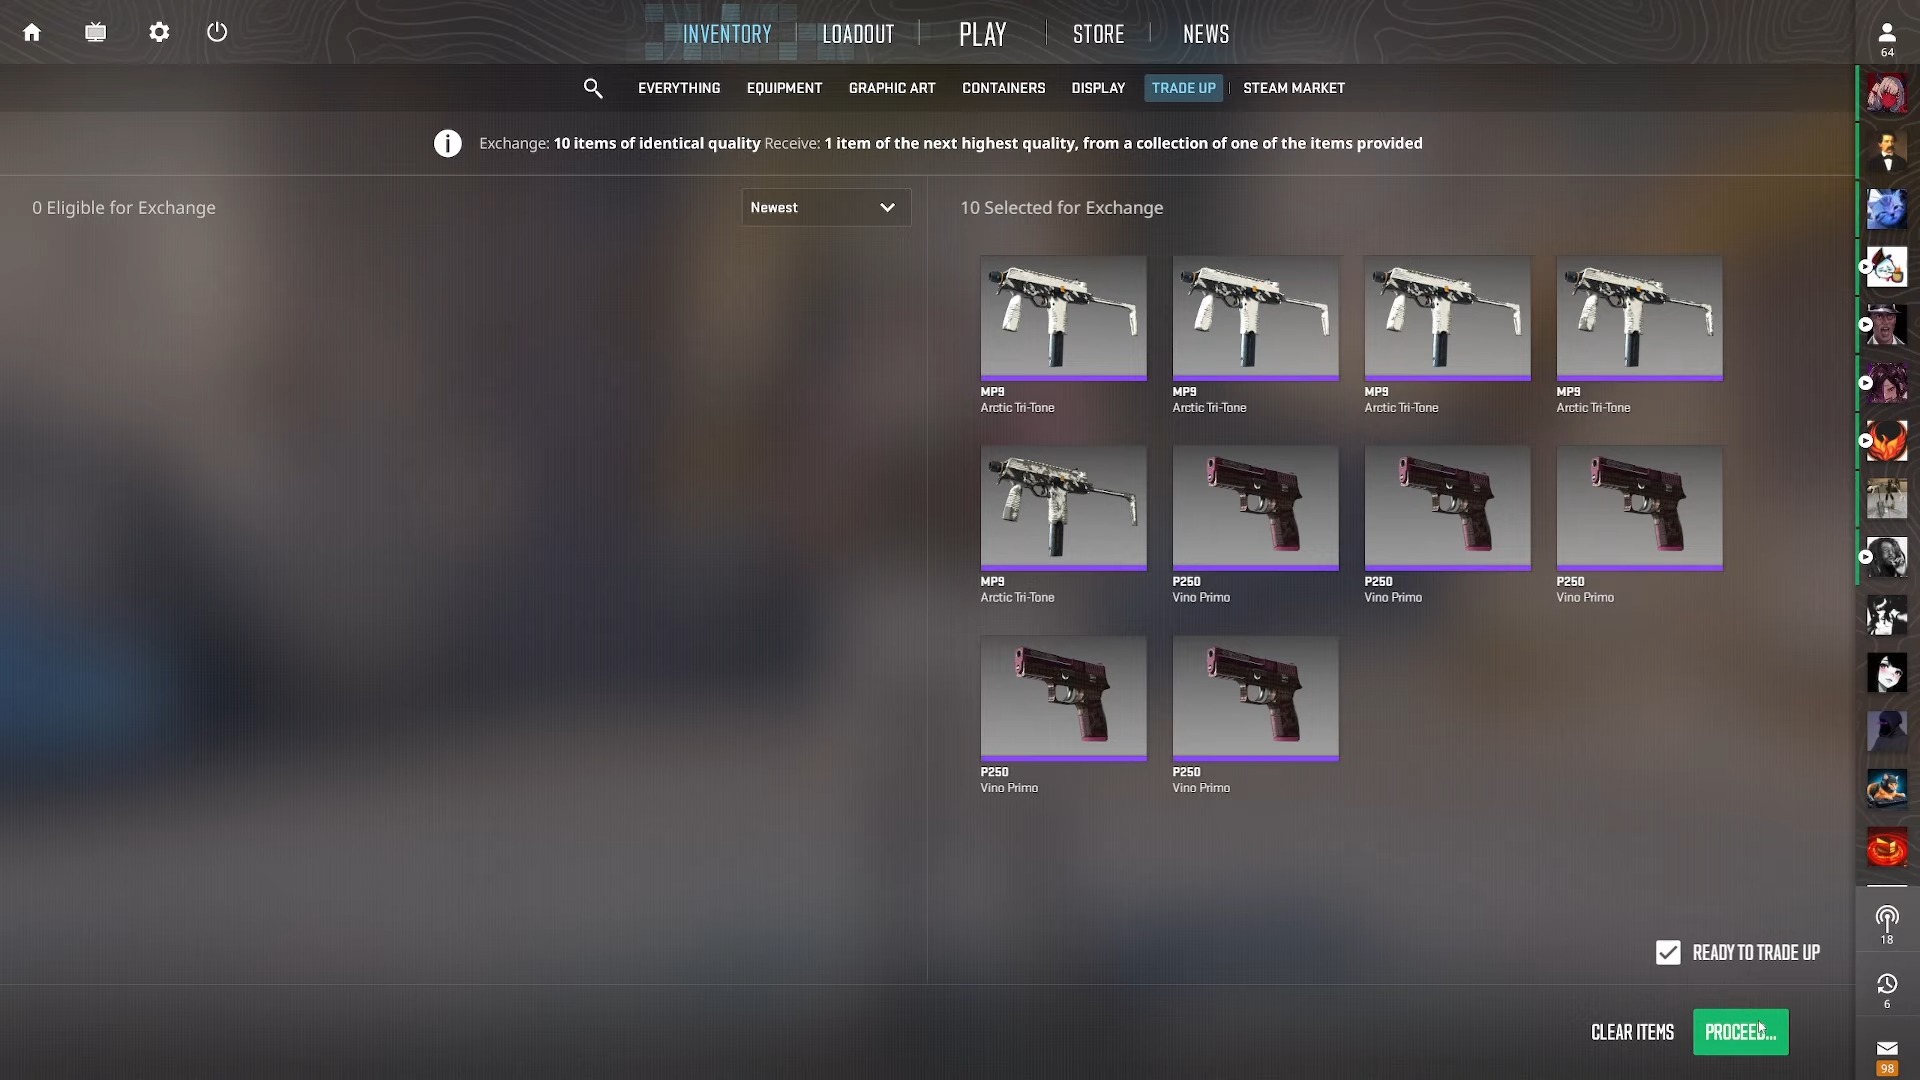 INVENTORY
LOADOUT
PLAY
STORE
NEWS
64
EVERYTHING
EQUIPMENT
GRAPHIC ART
CONTAINERS
DISPLAY
TRADE UP
STEAM MARKET
Exchange: 10 items of identical quality Receive: 1 item of the next highest quality, from a collection of one of the items provided
0 Eligible for Exchange
Newest
10 Selected for Exchange
MP9
Arctic Tri-Tone
MP9
Arctic Tri-Tone
MP9
Arctic Tri-Tone
MP9
Arctic Tri-Tone
MP9
Arctic Tri-Tone
P250
Vino Primo
P250
Vino Primo
P250
Vino Primo
P250
Vino Primo
P250
Vino Primo
READY TO TRADE UP
18
6
CLEAR ITEMS
PROCEED...
98